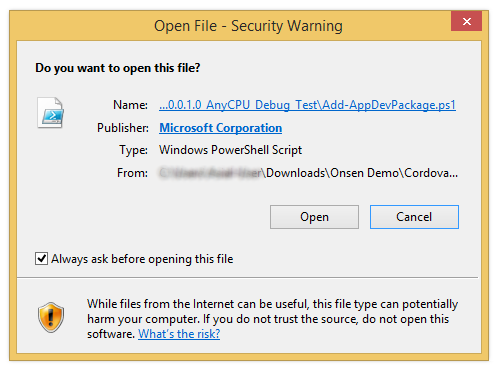 Open File - Security Warning
Do you want to open this file?
Name: ...0.0.1.0_AnyCPU_Debug_Test\Add-AppDevPackage.ps1
Publisher: Microsoft Corporation
Type: Windows PowerShell Script
From: \Downloads\Onsen Demo\Cordova...
Open Cancel
Always ask before opening this file
While files from the Internet can be useful, this file type can potentially
harm your computer. If you do not trust the source, do not open this
software. What's the risk?